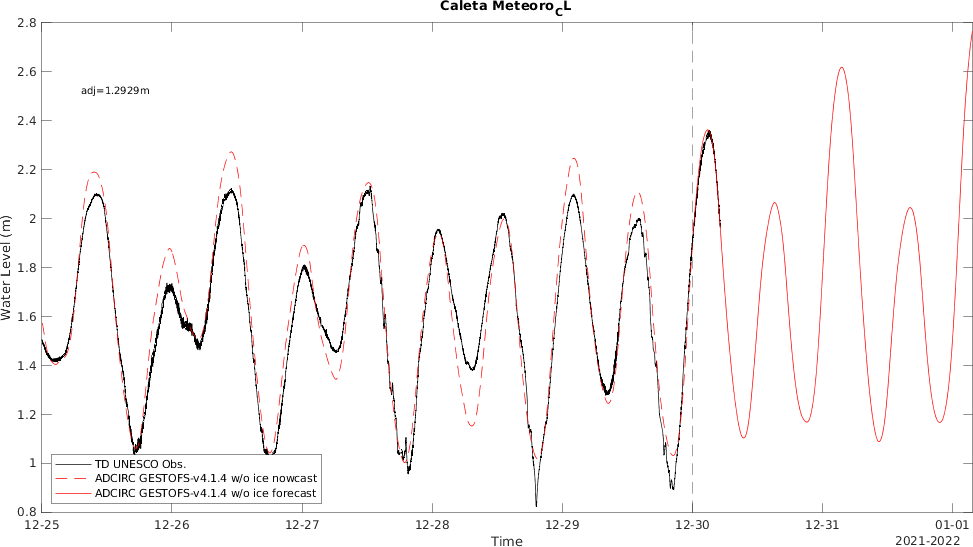 Caleta Meteoro_CL
2.8
2.6
2.4
2.2
2
1.8
1.6
1.4
1.2
1
0.8
Water Level (m)
adj=1.2929m
TD UNESCO Obs.
ADCIRC GESTOFS-v4.1.4 w/o ice nowcast
ADCIRC GESTOFS-v4.1.4 w/o ice forecast
12-25 12-26 12-27 12-28 12-29 12-30 12-31 01-01
Time
2021-2022